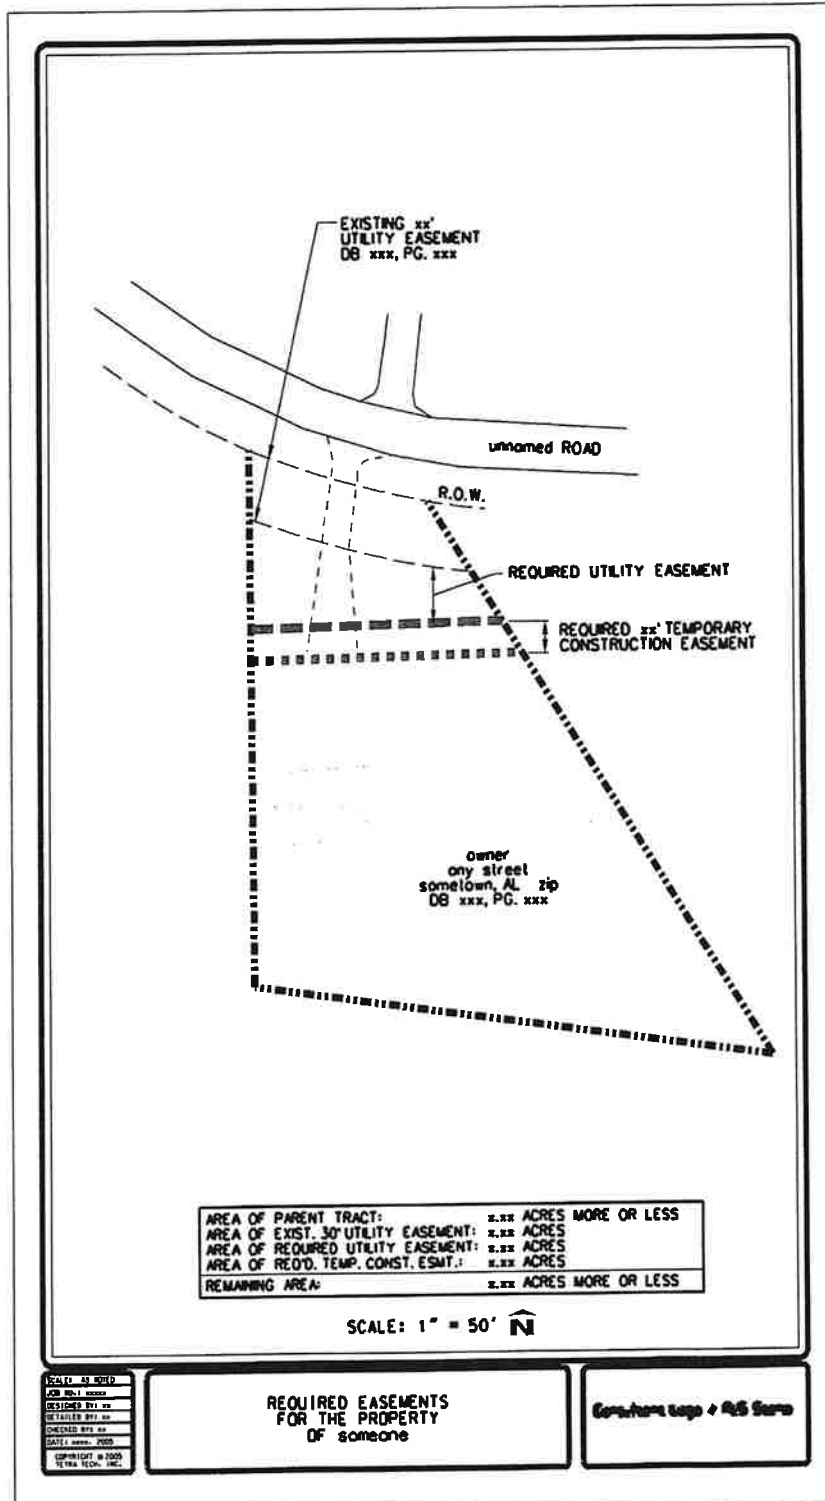 EXISTING xx'
UTILITY EASEMENT
DB xxx, PG. xxx
unnamed ROAD
R.O.W.
REQUIRED UTILITY EASEMENT
REQUIRED xx' TEMPORARY
CONSTRUCTION EASEMENT
owner
any street
sometown, AL zip
DB xxx, PG. xxx
AREA OF PARENT TRACT: x.xx ACRES MORE OR LESS
AREA OF EXIST. 30' UTILITY EASEMENT: x.xx ACRES
AREA OF REQUIRED UTILITY EASEMENT: x.xx ACRES
AREA OF REQ'D. TEMP. CONST. ESMT.: x.xx ACRES
REMAINING AREA: x.xx ACRES MORE OR LESS
SCALE: 1" = 50' N
SCALE: AS NOTED
JOB NO.: xxxxx
DESIGNED BY: xx
DETAILED BY: xx
CHECKED BY: xx
DATE: xxxx, 2005
COPYRIGHT © 2005
TETRA TECH, INC.
REQUIRED EASEMENTS
FOR THE PROPERTY
OF someone